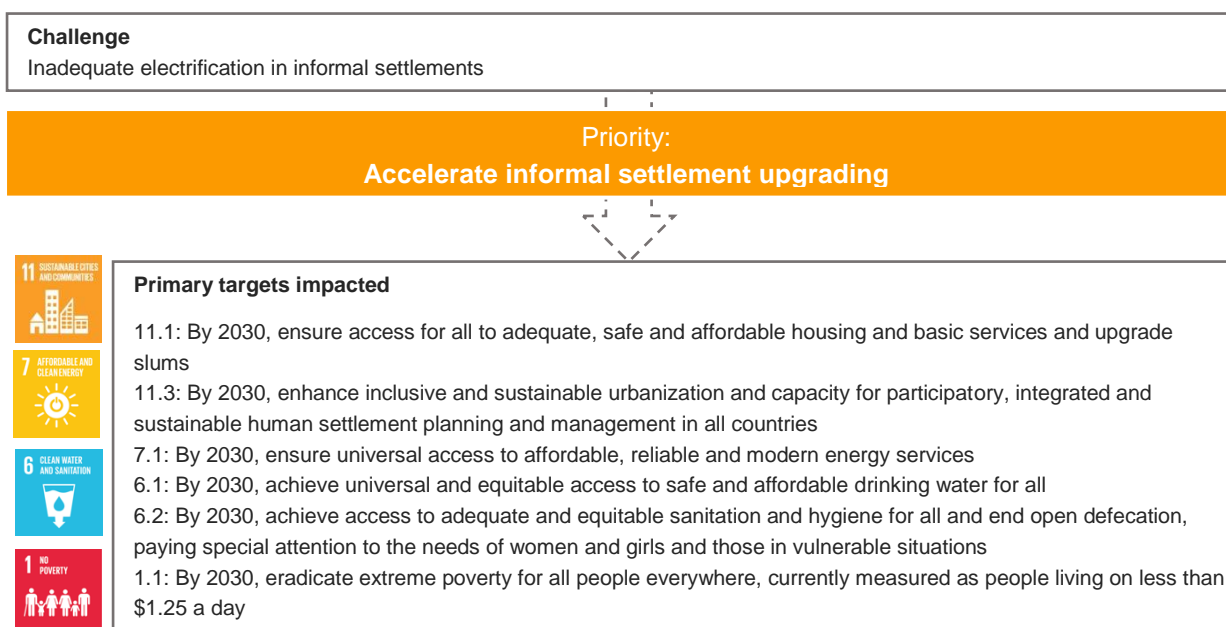 Challenge
Inadequate electrification in informal settlements
Priority:
Accelerate informal settlement upgrading
11 SUSTAINABLE CITIES
AND COMMUNITIES
7 AFFORDABLE AND
CLEAN ENERGY
6 CLEAN WATER
AND SANITATION
1 NO
POVERTY
Primary targets impacted
11.1: By 2030, ensure access for all to adequate, safe and affordable housing and basic services and upgrade
slums
11.3: By 2030, enhance inclusive and sustainable urbanization and capacity for participatory, integrated and
sustainable human settlement planning and management in all countries
7.1: By 2030, ensure universal access to affordable, reliable and modern energy services
6.1: By 2030, achieve universal and equitable access to safe and affordable drinking water for all
6.2: By 2030, achieve access to adequate and equitable sanitation and hygiene for all and end open defecation,
paying special attention to the needs of women and girls and those in vulnerable situations
1.1: By 2030, eradicate extreme poverty for all people everywhere, currently measured as people living on less than
$1.25 a day